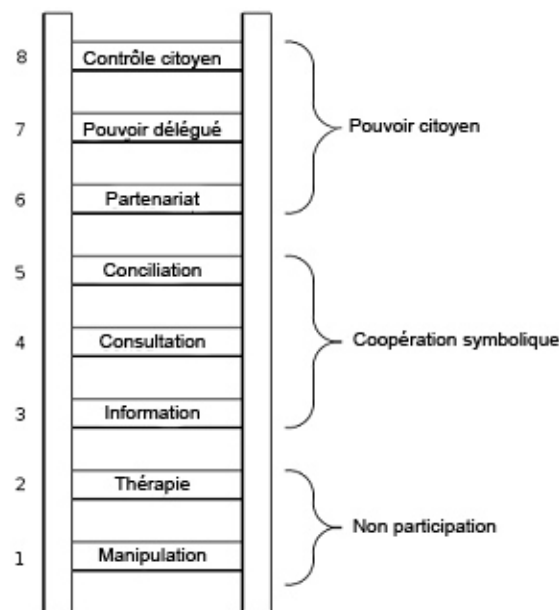 8 Contrôle citoyen
7 Pouvoir délégué Pouvoir citoyen
6 Partenariat
5 Conciliation
4 Consultation Coopération symbolique
3 Information
2 Thérapie
Non participation
1 Manipulation